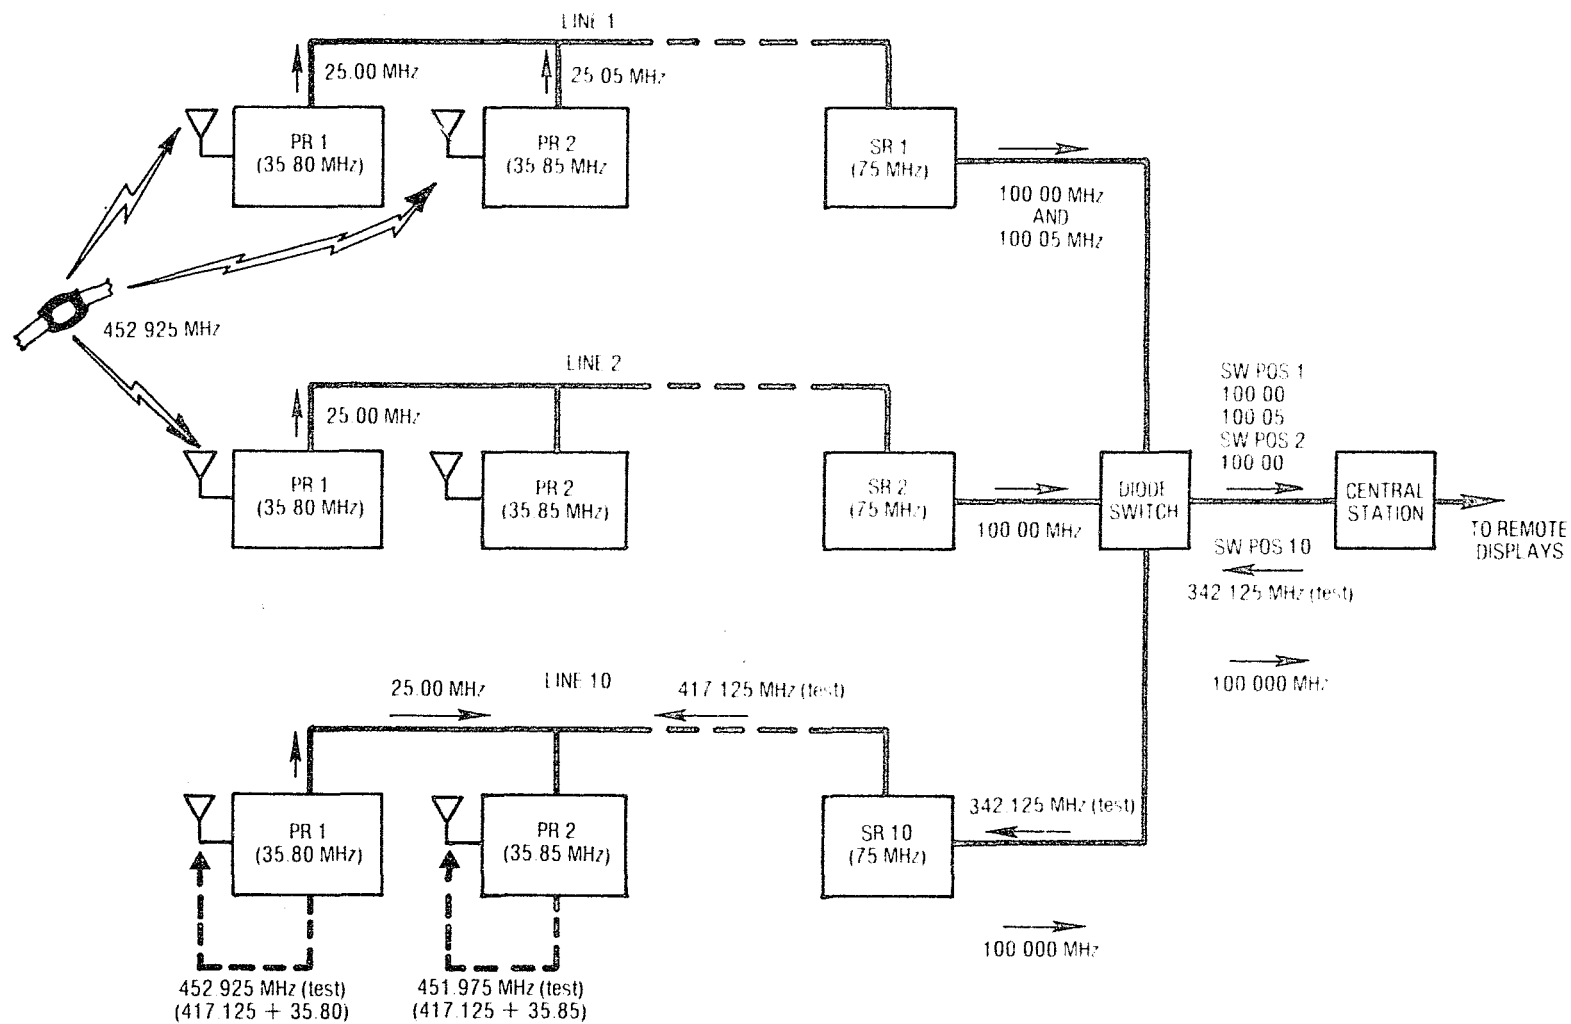 LINE 1
25.00 MHz
25 05 MHz
PR 1
(35 80 MHz)
PR 2
(35 85 MHz
SR 1
(75 MHz)
100 00 MHz
AND
100 05 MHz
452 925 MHz
LINE 2
25 00 MHz
PR 1
(35 80 MHz)
PR 2
(35 85 MHz)
SR 2
(75 MHz)
100 00 MHz
DIODE
SWITCH
SW POS 1
100 00
100 05
SW POS 2
100 00
CENTRAL
STATION
TO REMOTE
DISPLAYS
SW POS 10
342 125 MHz (test)
100 000 MHz
LINE 10
25.00 MHz
417 125 MHz (test)
PR 1
(35.80 MHz)
PR 2
(35.85 MHz)
SR 10
(75 MHz)
342.125 MHz (test)
100 000 MHz
452 925 MHz (test)
(417.125 + 35.80)
451.975 MHz (test)
(417.125 + 35.85)